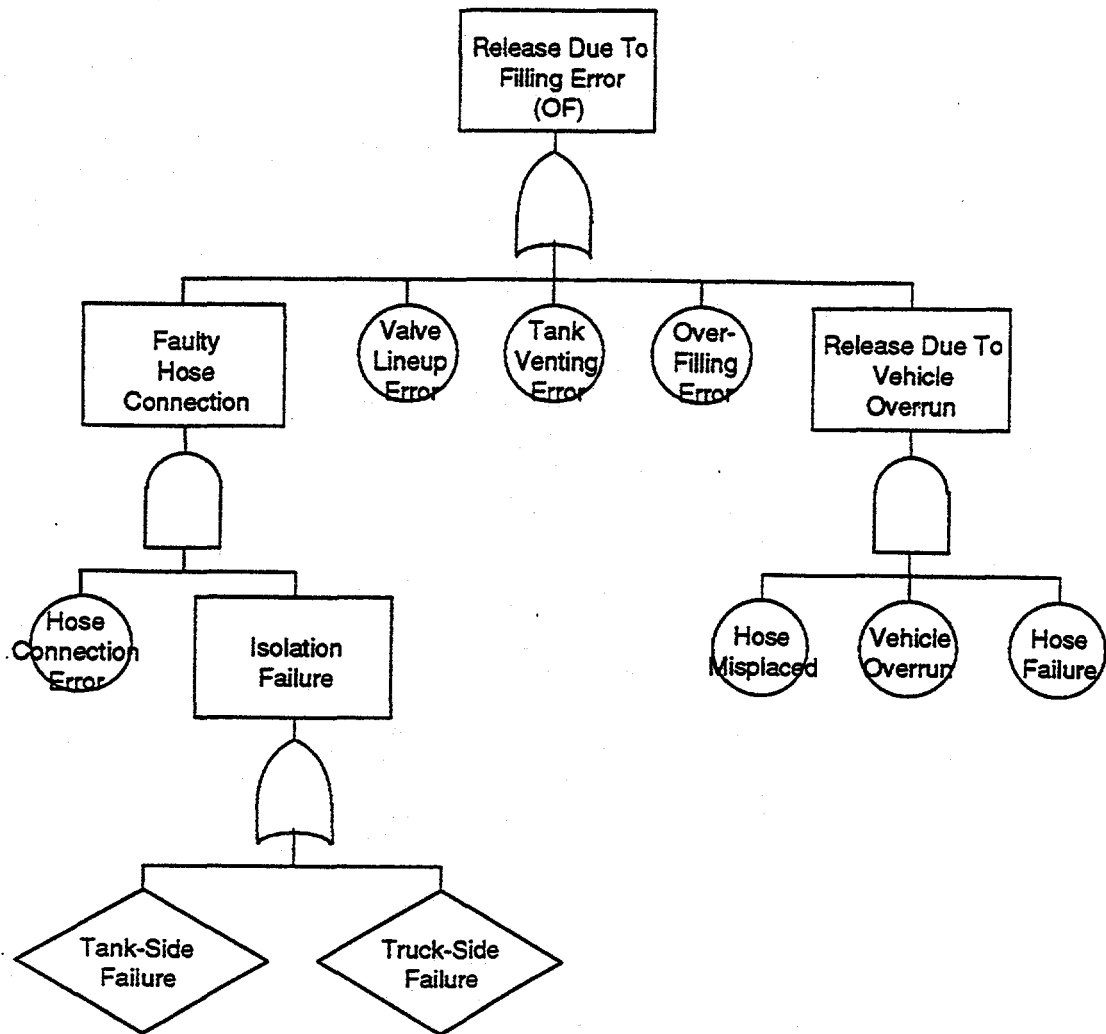 Release Due To
Filling Error
(OF)
Faulty
Hose
Connection
Valve
Lineup
Error
Tank
Venting
Error
Over-
Filling
Error
Release Due To
Vehicle
Overrun
Hose
Connection
Error
Isolation
Failure
Hose
Misplaced
Vehicle
Overrun
Hose
Failure
Tank-Side
Failure
Truck-Side
Failure